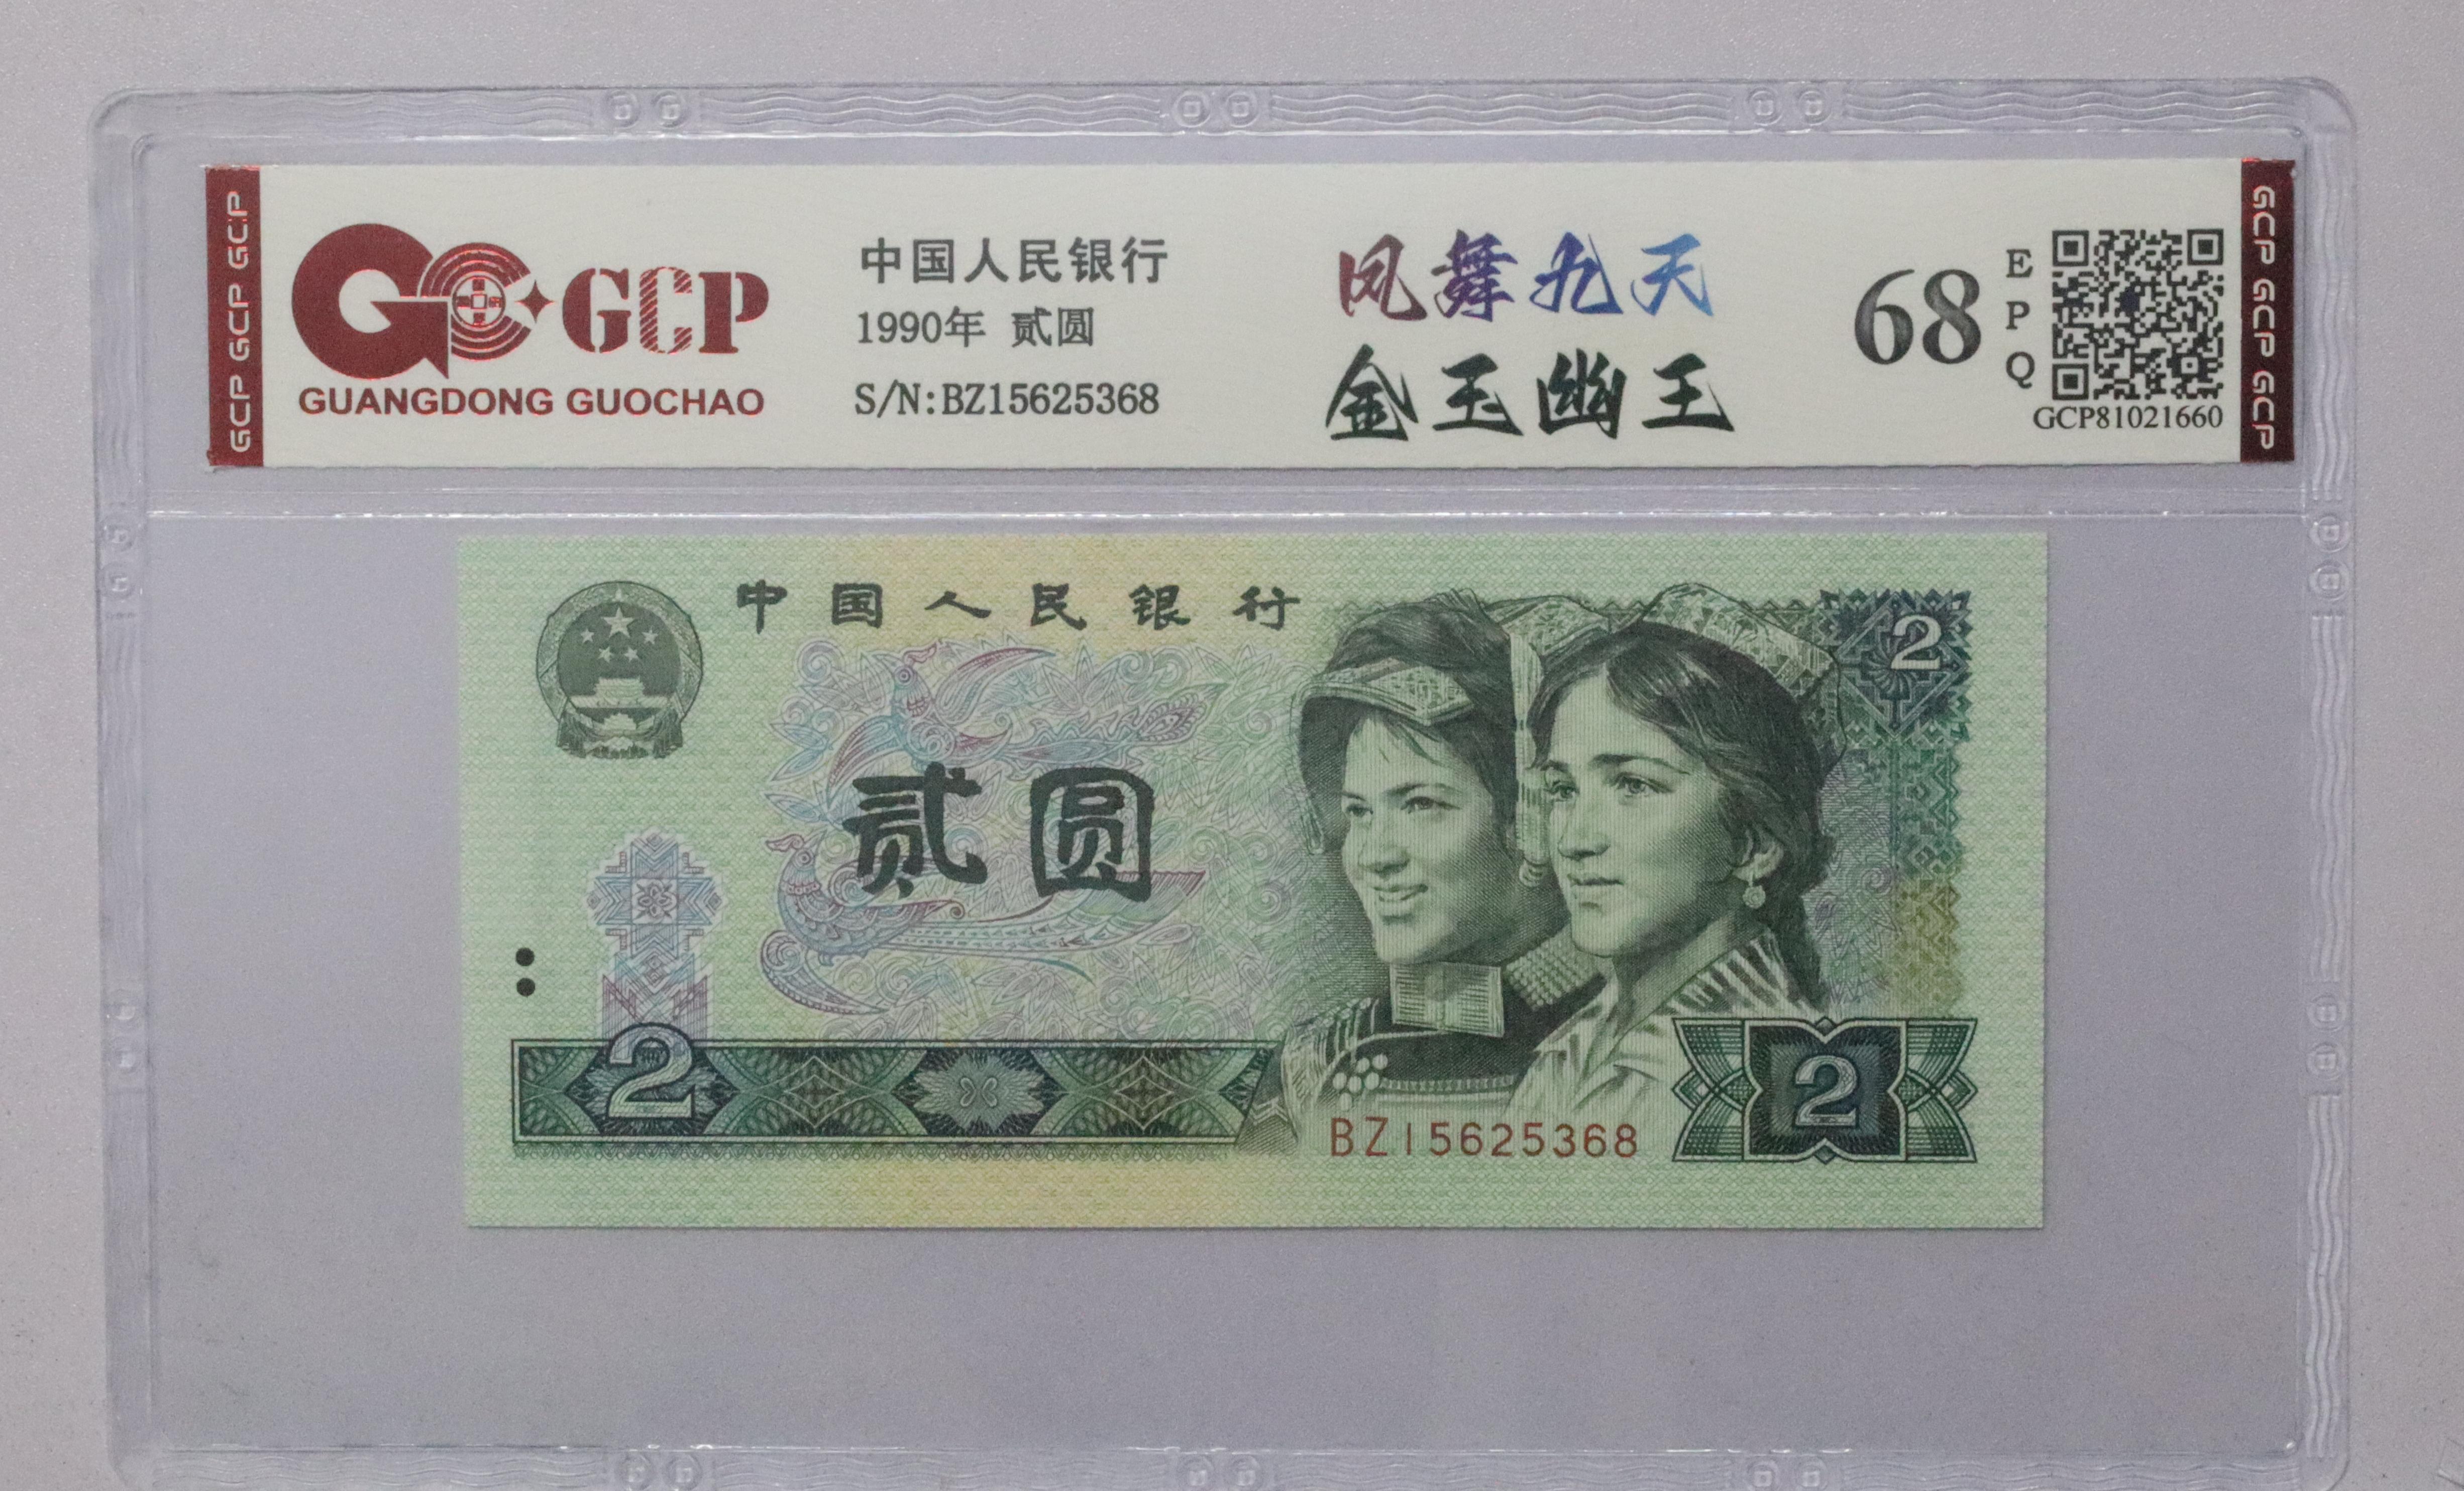 GCP GCP GCP
GCP
GUANGDONG GUOCHAO
中国人民银行
1990年 贰圆
S/N:BZ15625368
凤舞九天
金玉幽王
68
EPQ
GCP81021660
GCP GCP GCP
中国人民银行
2
贰圆
2
BZ15625368
2